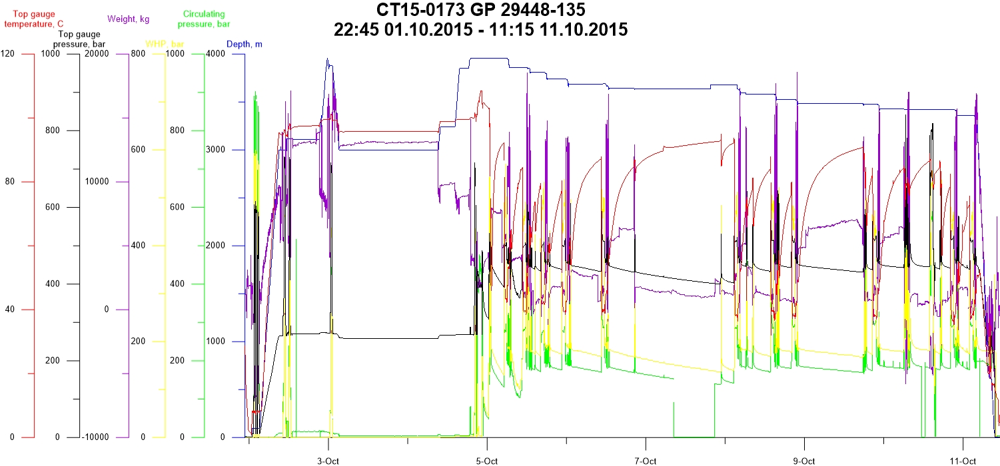 CT15-0173 GP 29448-135
22:45 01.10.2015 - 11:15 11.10.2015
Top gauge
temperature, C
Top gauge
pressure, bar
Weight, kg
WHP, bar
Circulating
pressure, bar
Depth, m
120 1000 20000 800 1000 4000
800 800
600 3000
80 10000
600 600
400 2000
400 400
40 0
200 1000
200 200
0 0 -10000 0 0 0
3-Oct 5-Oct 7-Oct 9-Oct 11-Oct